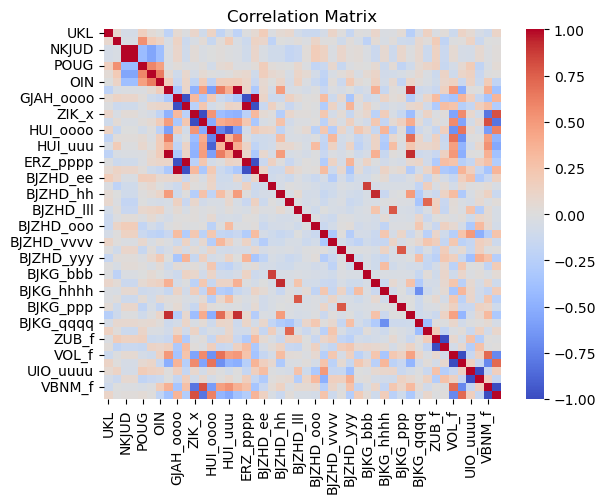 Correlation Matrix
UKL
NKJUD
POUG
OIN
GJAH_oooo
ZIK_x
HUI_oooo
HUI_uuu
ERZ_pppp
BJZHD_ee
BJZHD_hh
BJZHD_lll
BJZHD_ooo
BJZHD_vvvv
BJZHD_yyy
BJKG_bbb
BJKG_hhhh
BJKG_ppp
BJKG_qqqq
ZUB_f
VOL_f
UIO_uuuu
VBNM_f
UKL
NKJUD
POUG
OIN
GJAH_oooo
ZIK_x
HUI_oooo
HUI_uuu
ERZ_pppp
BJZHD_ee
BJZHD_hh
BJZHD_lll
BJZHD_ooo
BJZHD_vvvv
BJZHD_yyy
BJKG_bbb
BJKG_hhhh
BJKG_ppp
BJKG_qqqq
ZUB_f
VOL_f
UIO_uuuu
VBNM_f
1.00
0.75
0.50
0.25
0.00
−0.25
−0.50
−0.75
−1.00